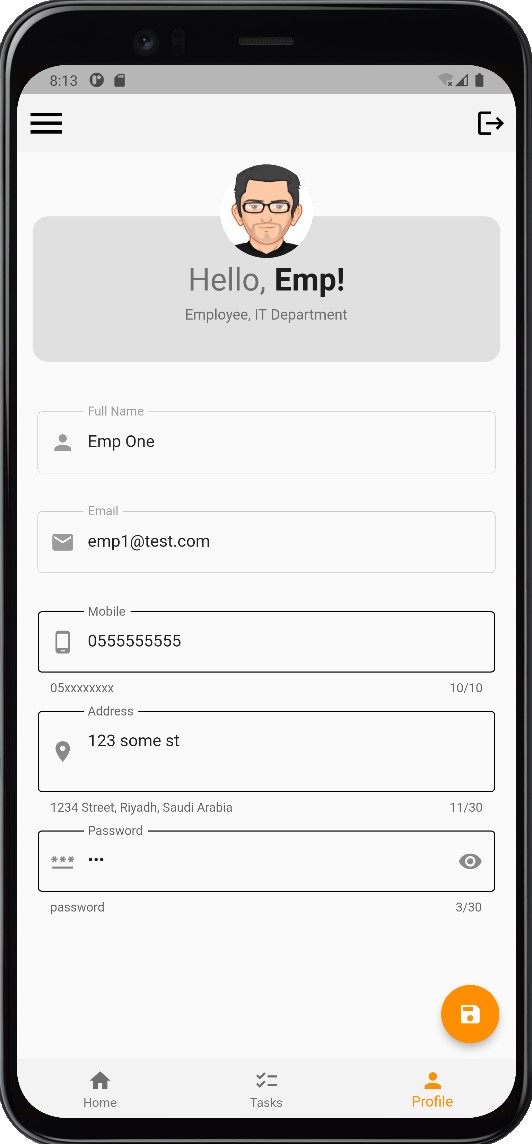 8:13
Hello, Emp!
Employee, IT Department
Full Name
Emp One
Email
emp1@test.com
Mobile
0555555555
05xxxxxxxx 10/10
Address
123 some st
1234 Street, Riyadh, Saudi Arabia 11/30
Password
***
•••
password 3/30
Home Tasks Profile